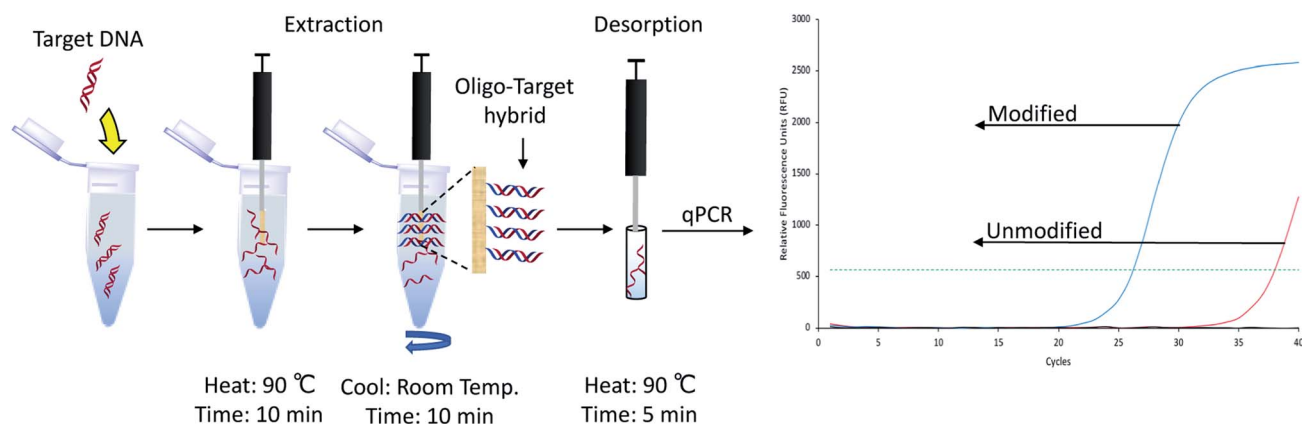 Target DNA
Extraction
Oligo-Target
hybrid
Desorption
qPCR
Heat: 90 ℃
Time: 10 min
Cool: Room Temp.
Time: 10 min
Heat: 90 ℃
Time: 5 min
Relative Fluorescence Units (RFU)
3000
2500
2000
1500
1000
500
0
Modified
Unmodified
0
5
10
15
20
25
30
35
40
Cycles